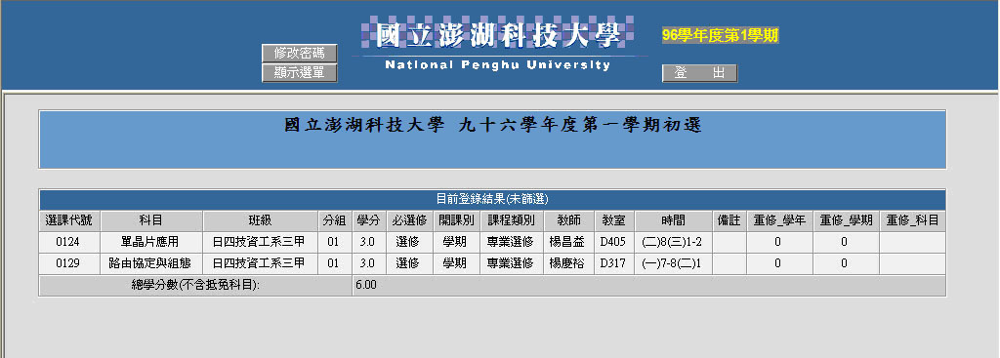 國立澎湖科技大學
National Penghu University
96學年度第1學期
修改密碼
顯示選單
登 出
國立澎湖科技大學 九十六學年度第一學期初選
目前登錄結果(未篩選)
選課代號 科目 班級 分組 學分 必選修 開課別 課程類別 教師 教室 時間 備註 重修_學年 重修_學期 重修_科目
0124 單晶片應用 日四技資工系三甲 01 3.0 選修 學期 專業選修 楊昌益 D405 (二)8(三)1-2 0 0
0129 路由協定與組態 日四技資工系三甲 01 3.0 選修 學期 專業選修 楊慶裕 D317 (一)7-8(二)1 0 0
總學分數(不含抵免科目): 6.00